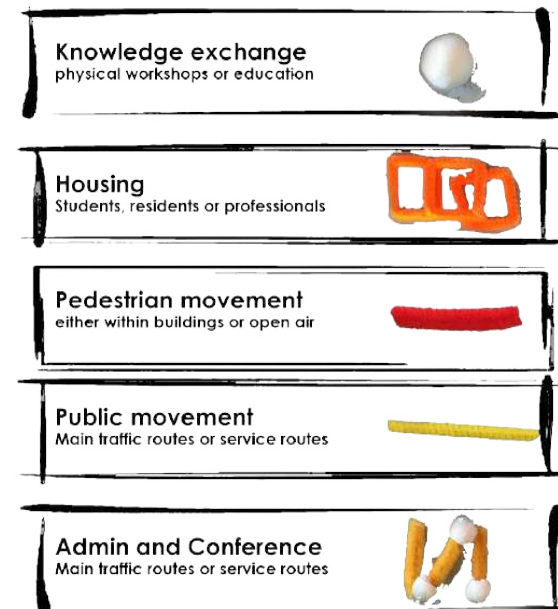 Knowledge exchange
physical workshops or education
Housing
Students, residents or professionals
Pedestrian movement
either within buildings or open air
Public movement
Main traffic routes or service routes
Admin and Conference
Main traffic routes or service routes